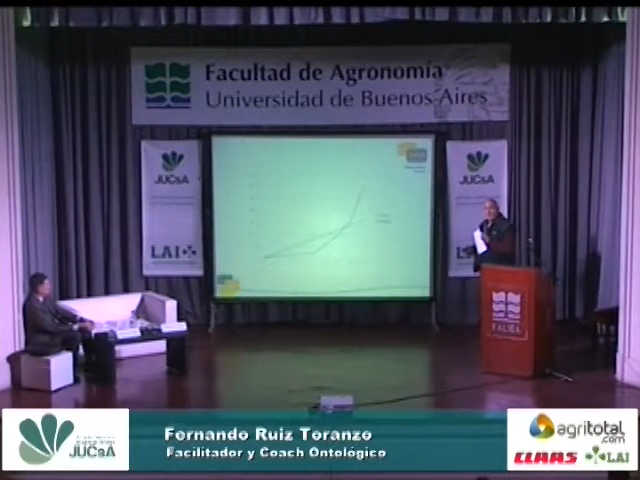 Facultad de Agronomía
Universidad de Buenos Aires
JUCsA
JUCsA
LAI
LA
FAUBA
Fernando Ruiz Toranzo
Facilitador y Coach Ontológico
JUCsA
agritotal
.com
CLAAS
LAI